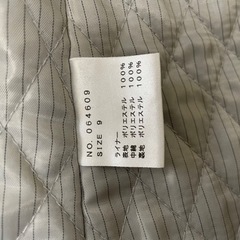 NO. 064609
SIZE 9
ライナー
表地 ポリエステル 100%
中綿 ポリエステル 100%
裏地 ポリエステル 100%